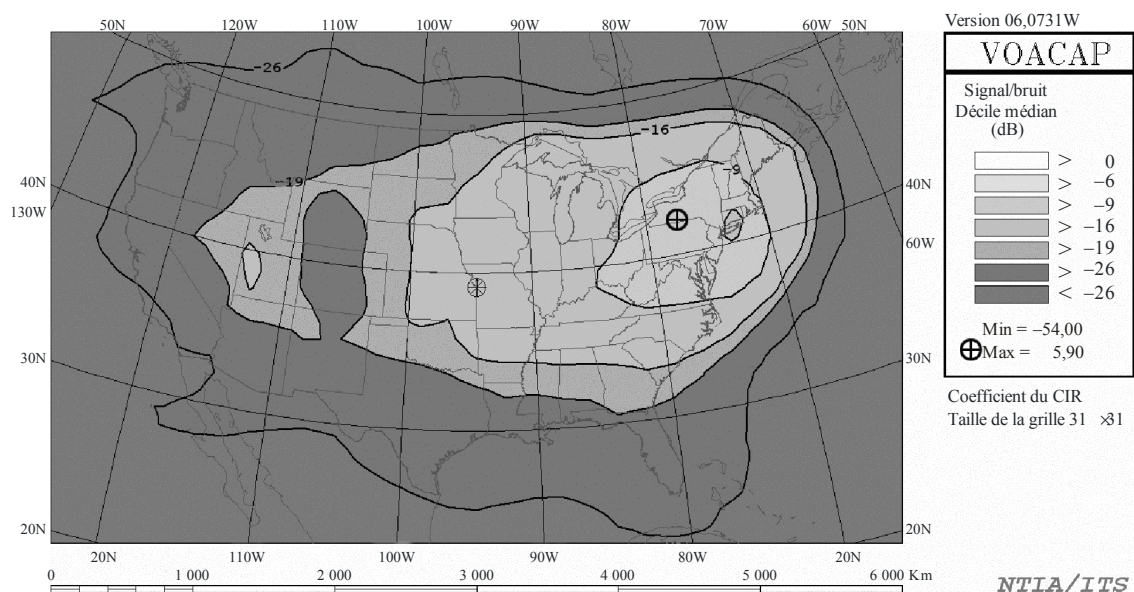 50N 120W 110W 100W 90W 80W 70W 60W 50N
Version 06,0731W
VOACAP
Signal/bruit
Décile médian
(dB)
> 0
> –6
> –9
> –16
> –19
> –26
< –26
Min = –54,00
Max = 5,90
Coefficient du CIR
Taille de la grille 31 ×31
-26
-16
-19
-9
40N
130W
30N
20N
40N
60W
30N
20N
20N 110W 100W 90W 80W 20N
0 1 000 2 000 3 000 4 000 5 000 6 000 Km
NTIA/ITS